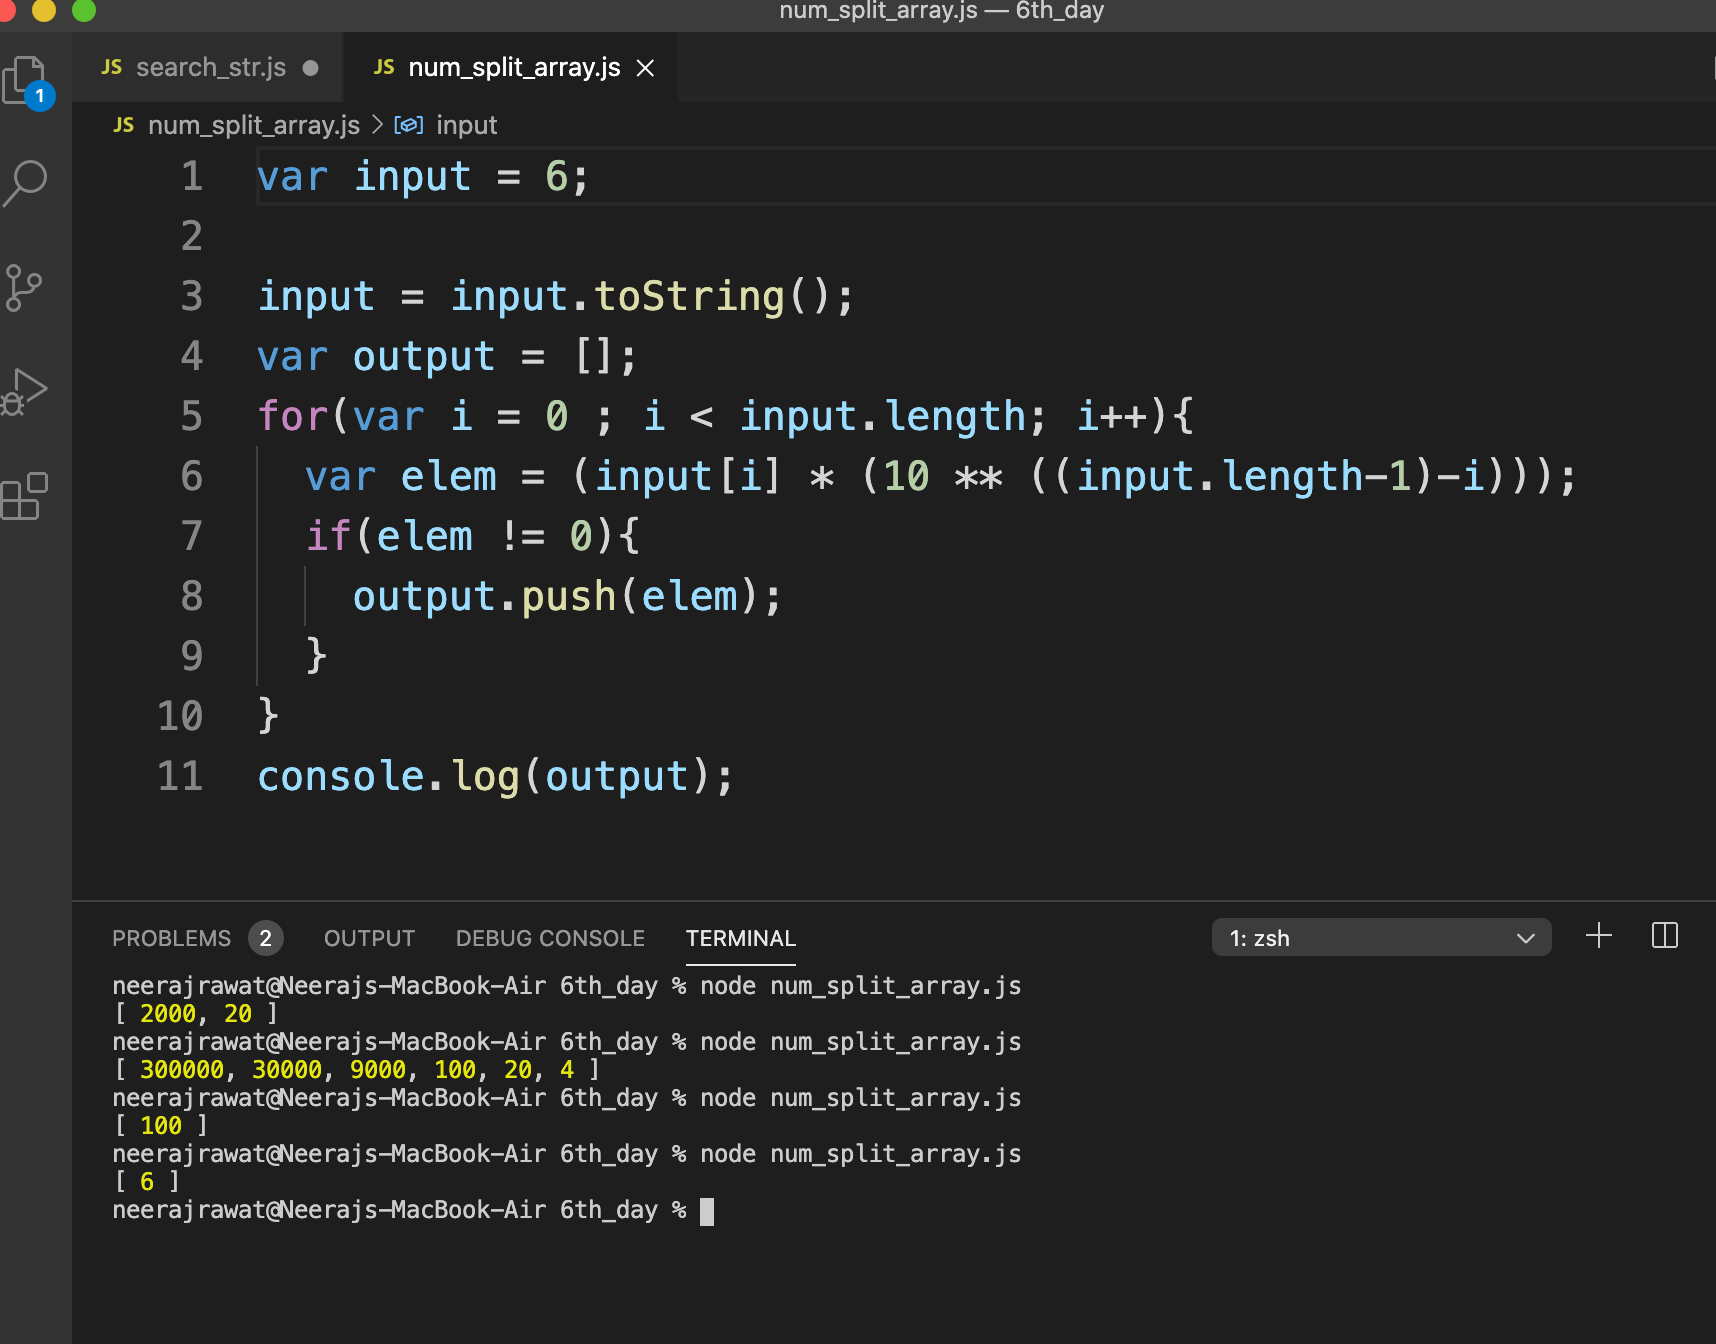 num_split_array.js — 6th_day
JS search_str.js JS num_split_array.js
1
JS num_split_array.js > input
1 var input = 6;
2
3 input = input.toString();
4 var output = [];
5 for(var i = 0 ; i < input.length; i++){
6 var elem = (input[i] * (10 ** ((input.length-1)-i)));
7 if(elem != 0){
8 output.push(elem);
9 }
10 }
11 console.log(output);
PROBLEMS 2 OUTPUT DEBUG CONSOLE TERMINAL 1: zsh
neerajrawat@Neerajs-MacBook-Air 6th_day % node num_split_array.js
[ 2000, 20 ]
neerajrawat@Neerajs-MacBook-Air 6th_day % node num_split_array.js
[ 300000, 30000, 9000, 100, 20, 4 ]
neerajrawat@Neerajs-MacBook-Air 6th_day % node num_split_array.js
[ 100 ]
neerajrawat@Neerajs-MacBook-Air 6th_day % node num_split_array.js
[ 6 ]
neerajrawat@Neerajs-MacBook-Air 6th_day %